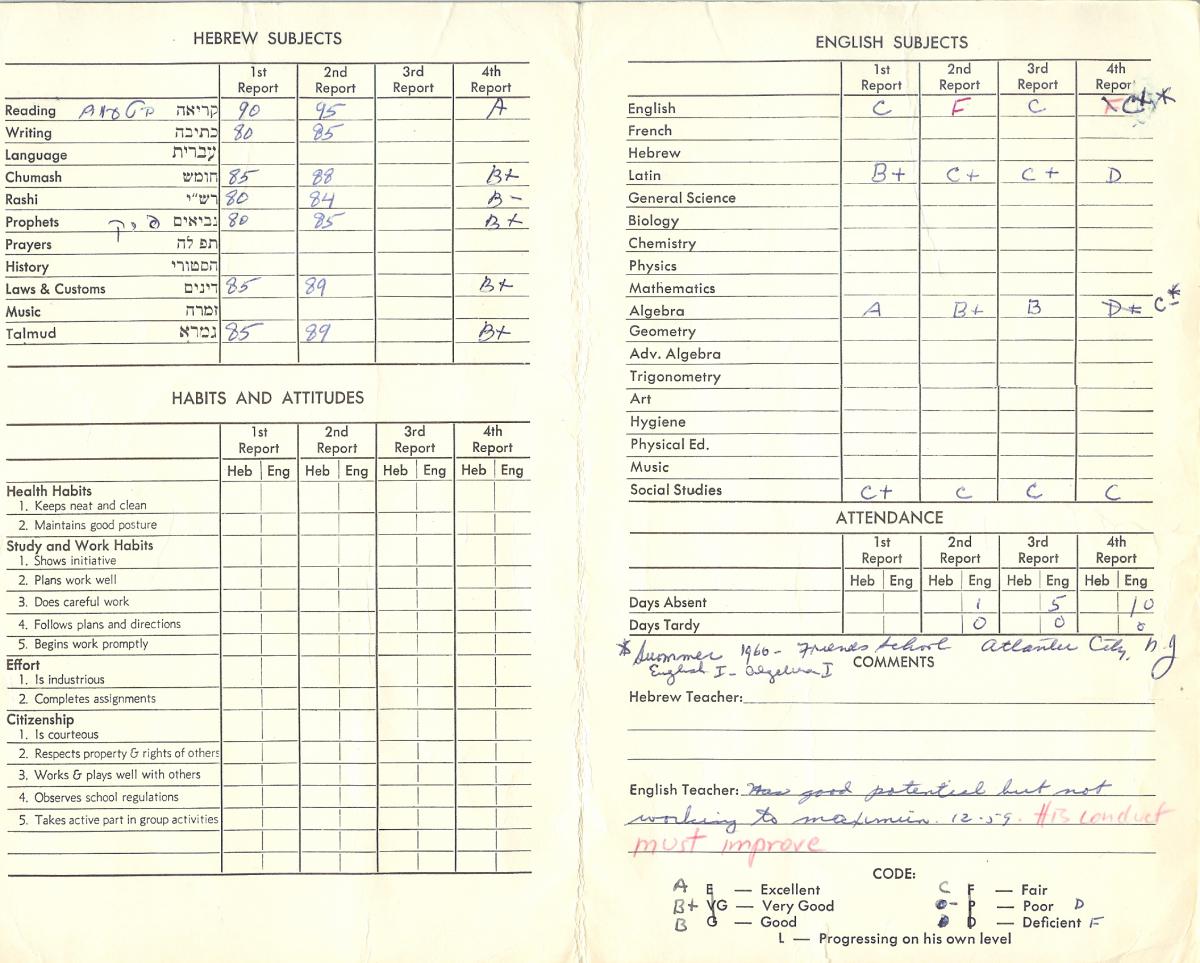 HEBREW SUBJECTS
1st Report 2nd Report 3rd Report 4th Report
Reading קריאה 90 95 A
Writing כתיבה 80 85
Language עברית
Chumash חומש 85 88 B+
Rashi רש"י 80 84 B-
Prophets נביאים 80 85 B+
Prayers תפלה
History הסטורי
Laws & Customs דינים 85 89 B+
Music זמרה
Talmud גמרא 85 89 B+
HABITS AND ATTITUDES
1st Report 2nd Report 3rd Report 4th Report
Heb Eng Heb Eng Heb Eng Heb Eng
Health Habits
1. Keeps neat and clean
2. Maintains good posture
Study and Work Habits
1. Shows initiative
2. Plans work well
3. Does careful work
4. Follows plans and directions
5. Begins work promptly
Effort
1. Is industrious
2. Completes assignments
Citizenship
1. Is courteous
2. Respects property & rights of others
3. Works & plays well with others
4. Observes school regulations
5. Takes active part in group activities
ENGLISH SUBJECTS
1st Report 2nd Report 3rd Report 4th Report
English C F C F C+*
French
Hebrew
Latin B+ C+ C+ D
General Science
Biology
Chemistry
Physics
Mathematics
Algebra A B+ B D+ C-*
Geometry
Adv. Algebra
Trigonometry
Art
Hygiene
Physical Ed.
Music
Social Studies C+ C C C
ATTENDANCE
1st Report 2nd Report 3rd Report 4th Report
Heb Eng Heb Eng Heb Eng Heb Eng
Days Absent 1 5 10
Days Tardy 0 0 0
* Summer 1960 - Friends School Atlantic City, N.J
English I - Algebra I
COMMENTS
Hebrew Teacher:
English Teacher: Has good potential but not
working to maximum. 12-59. His conduct
must improve
CODE:
A E — Excellent C F — Fair
B+ VG — Very Good P — Poor D
B G — Good D — Deficient F
L — Progressing on his own level